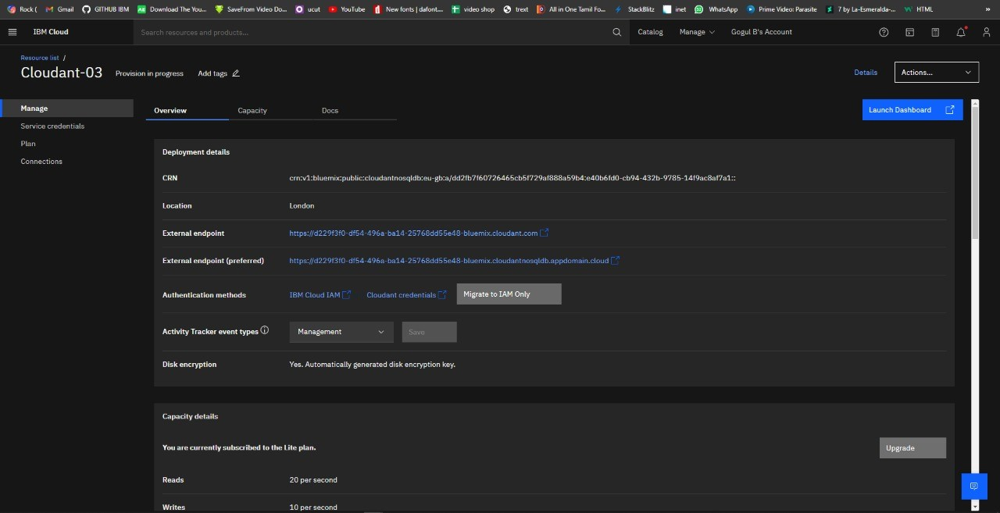 Rock ( Gmail GITHUB IBM Download The You... SaveFrom Video Do... ucut YouTube New fonts | dafont.... video shop trext All in One Tamil Fo... StackBlitz inet WhatsApp Prime Video: Parasite 7 by La-Esmeralda-... HTML »
IBM Cloud Search resources and products... Catalog Manage Gogul B's Account
Resource list /
Cloudant-03 Provision in progress Add tags Details Actions...
Manage
Service credentials
Plan
Connections
Overview Capacity Docs Launch Dashboard
Deployment details
CRN crn:v1:bluemix:public:cloudantnosqldb:eu-gb:a/dd2fb7f60726465cb5f729af888a59b4:e40b6fd0-cb94-432b-9785-14f9ac8af7a1::
Location London
External endpoint https://d229f3f0-df54-496a-ba14-25768dd55e48-bluemix.cloudant.com
External endpoint (preferred) https://d229f3f0-df54-496a-ba14-25768dd55e48-bluemix.cloudantnosqldb.appdomain.cloud
Authentication methods IBM Cloud IAM Cloudant credentials Migrate to IAM Only
Activity Tracker event types Management Save
Disk encryption Yes. Automatically generated disk encryption key.
Capacity details
You are currently subscribed to the Lite plan. Upgrade
Reads 20 per second
Writes 10 per second